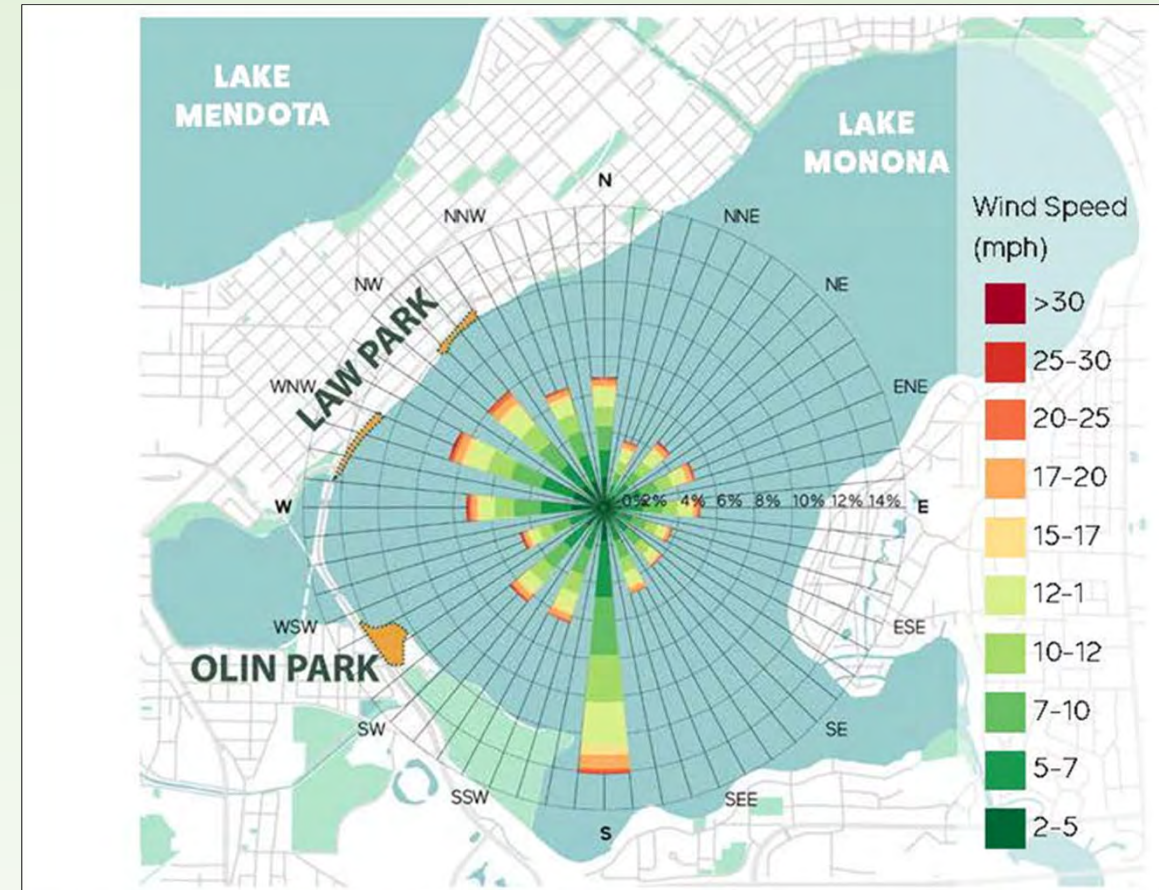 LAKE
MENDOTA
LAKE
MONONA
N
NNW
NNE
NW
NE
LAW PARK
WNW
ENE
W
0% 2% 4% 6% 8% 10% 12% 14%
E
WSW
ESE
OLIN PARK
SW
SE
SSW
SEE
S
Wind Speed
(mph)
>30
25-30
20-25
17-20
15-17
12-1
10-12
7-10
5-7
2-5